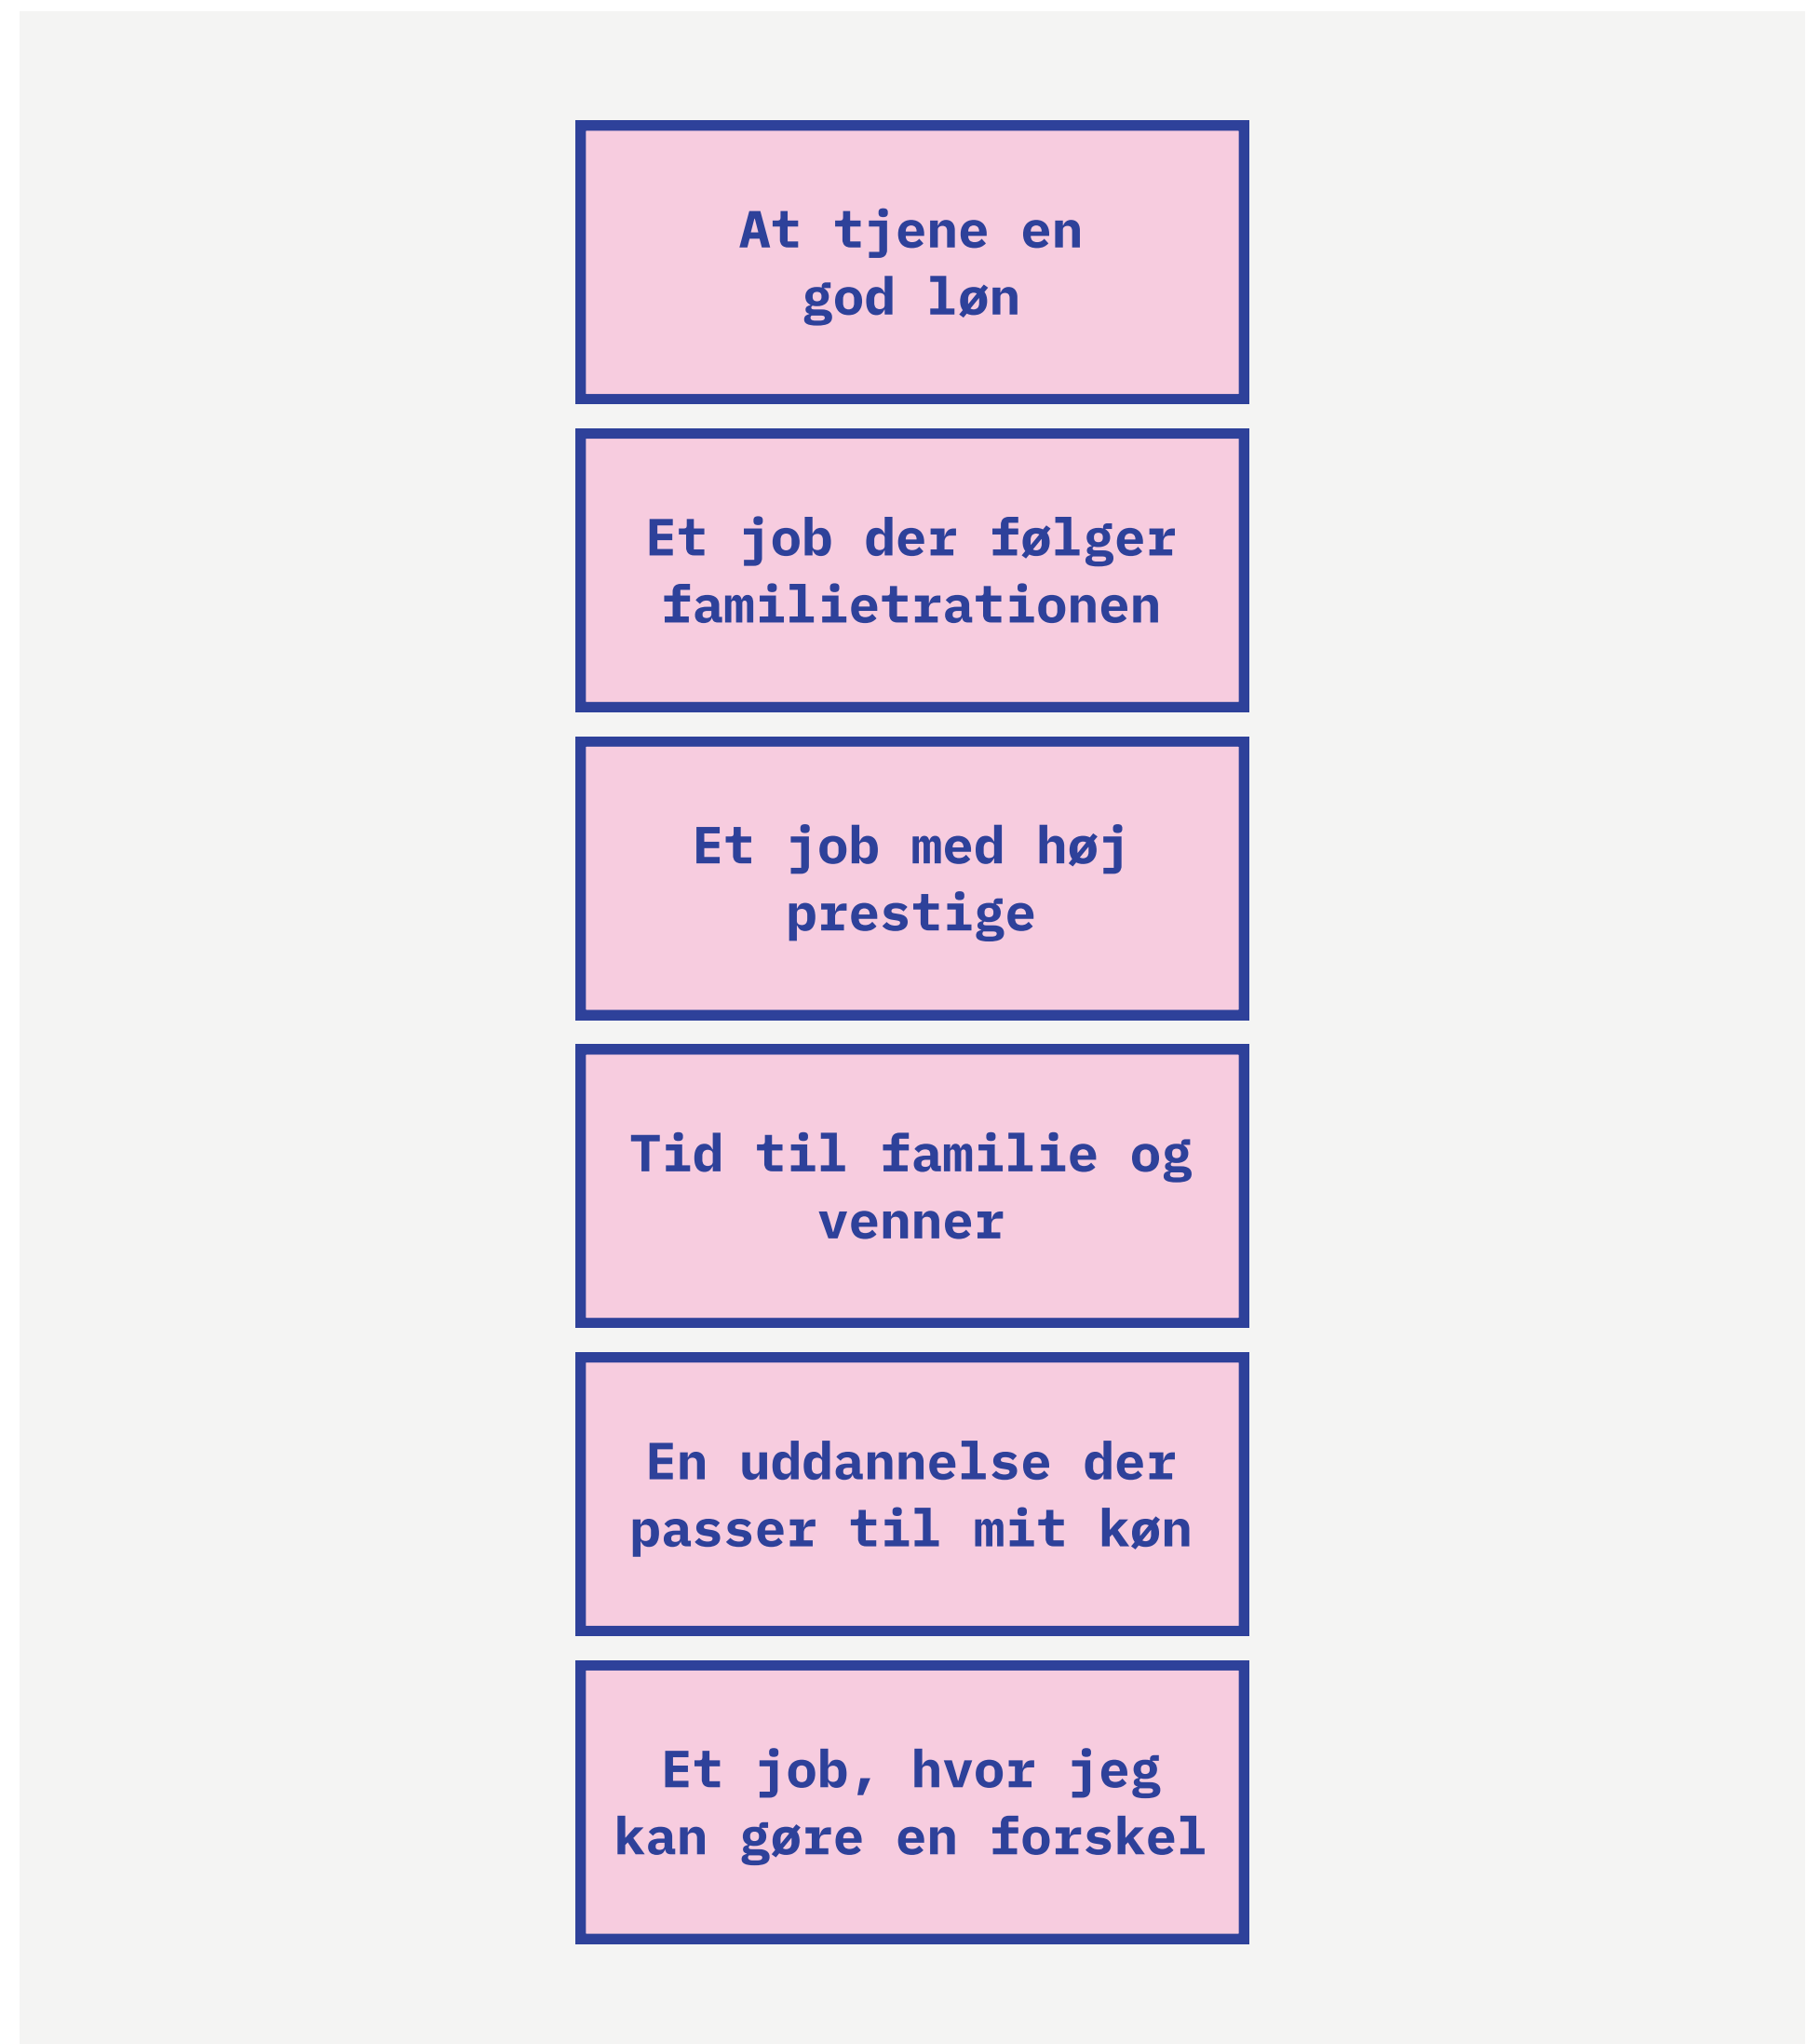 At tjene en
god løn
Et job der følger
familietrationen
Et job med høj
prestige
Tid til familie og
venner
En uddannelse der
passer til mit køn
Et job, hvor jeg
kan gøre en forskel